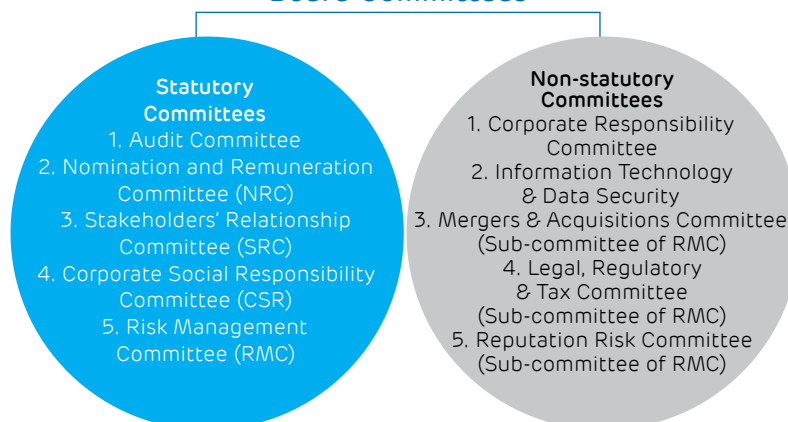 Board Committees
Statutory
Committees
1. Audit Committee
2. Nomination and Remuneration
Committee (NRC)
3. Stakeholders' Relationship
Committee (SRC)
4. Corporate Social Responsibility
Committee (CSR)
5. Risk Management
Committee (RMC)
Non-statutory
Committees
1. Corporate Responsibility
Committee
2. Information Technology
& Data Security
3. Mergers & Acquisitions Committee
(Sub-committee of RMC)
4. Legal, Regulatory
& Tax Committee
(Sub-committee of RMC)
5. Reputation Risk Committee
(Sub-committee of RMC)